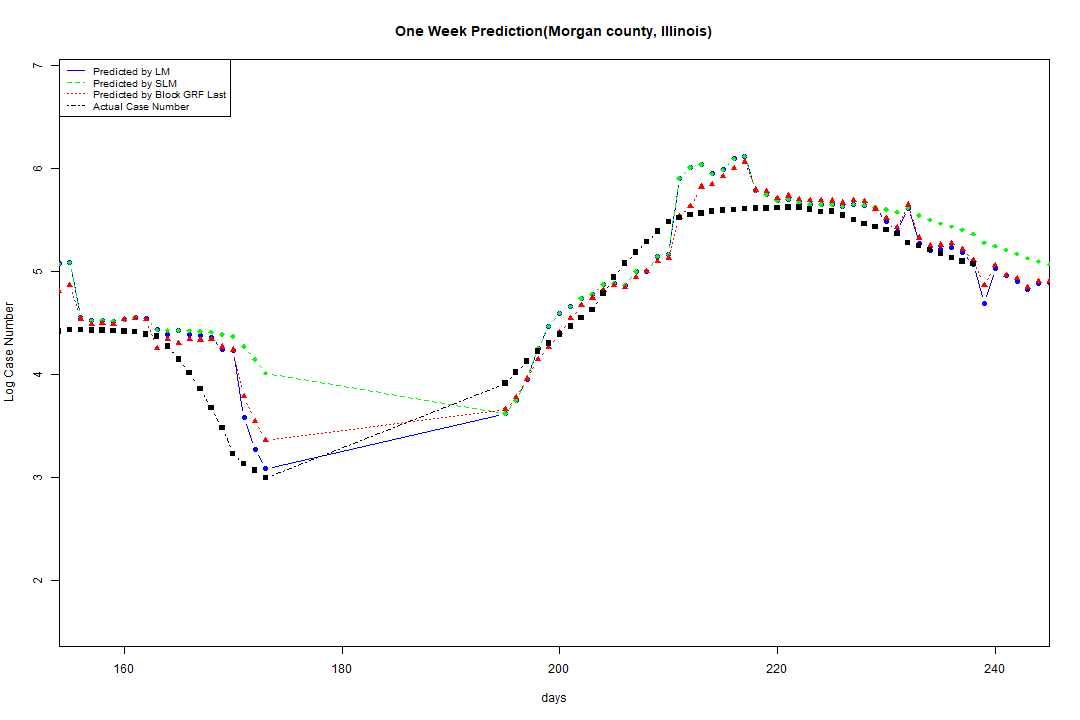 One Week Prediction(Morgan county, Illinois)
Predicted by LM
Predicted by SLM
Predicted by Block GRF Last
Actual Case Number
7
6
5
4
3
2
Log Case Number
160 180 200 220 240
days